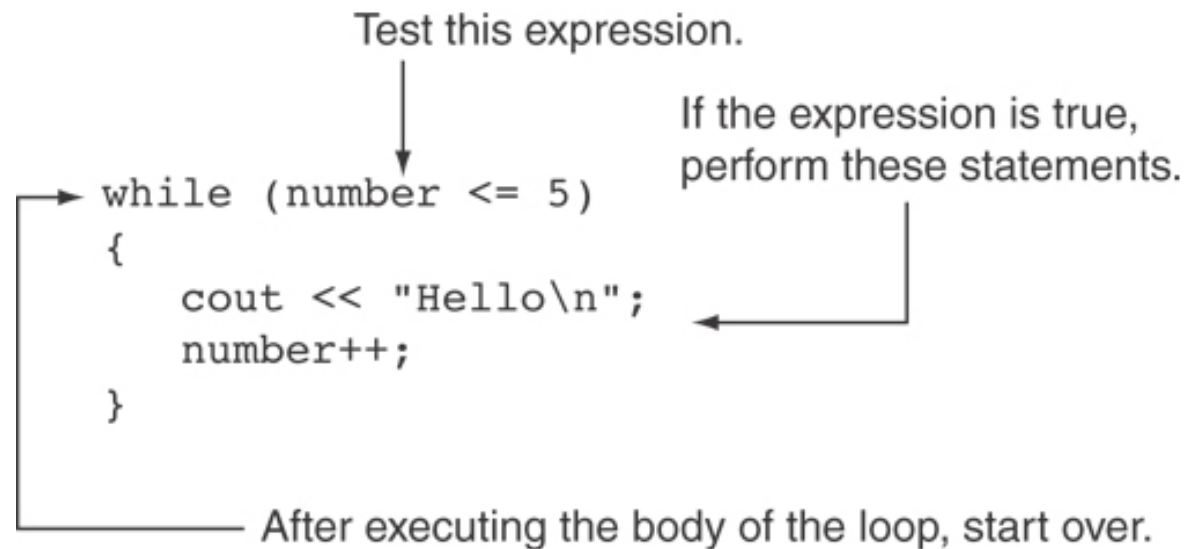 Test this expression.
If the expression is true,
perform these statements.
while (number <= 5)
{
cout << "Hello\n";
number++;
}
After executing the body of the loop, start over.